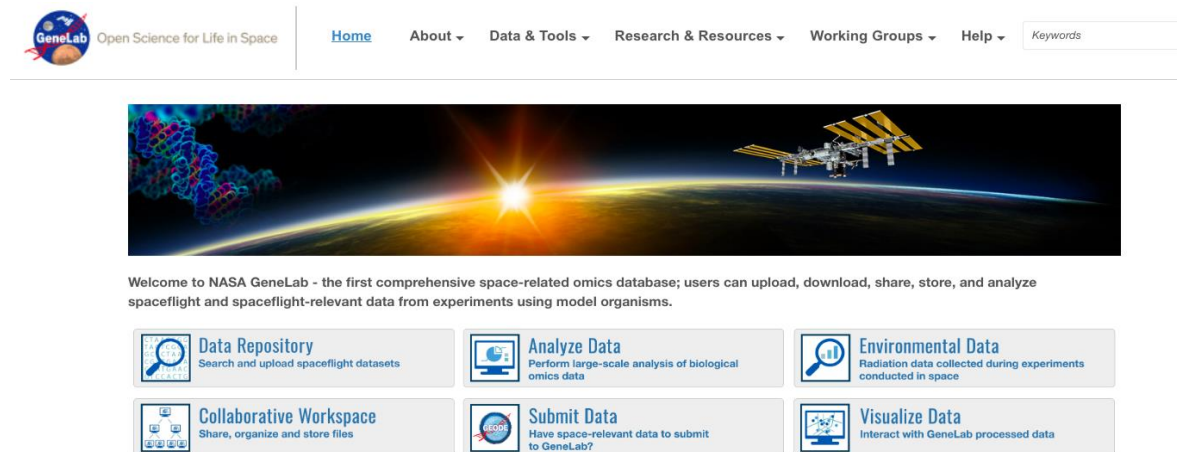 GeneLab
Open Science for Life in Space
Home
About
Data & Tools
Research & Resources
Working Groups
Help
Keywords
Welcome to NASA GeneLab - the first comprehensive space-related omics database; users can upload, download, share, store, and analyze
spaceflight and spaceflight-relevant data from experiments using model organisms.
Data Repository
Search and upload spaceflight datasets
Analyze Data
Perform large-scale analysis of biological
omics data
Environmental Data
Radiation data collected during experiments
conducted in space
Collaborative Workspace
Share, organize and store files
GEODE
Submit Data
Have space-relevant data to submit
to GeneLab?
Visualize Data
Interact with GeneLab processed data